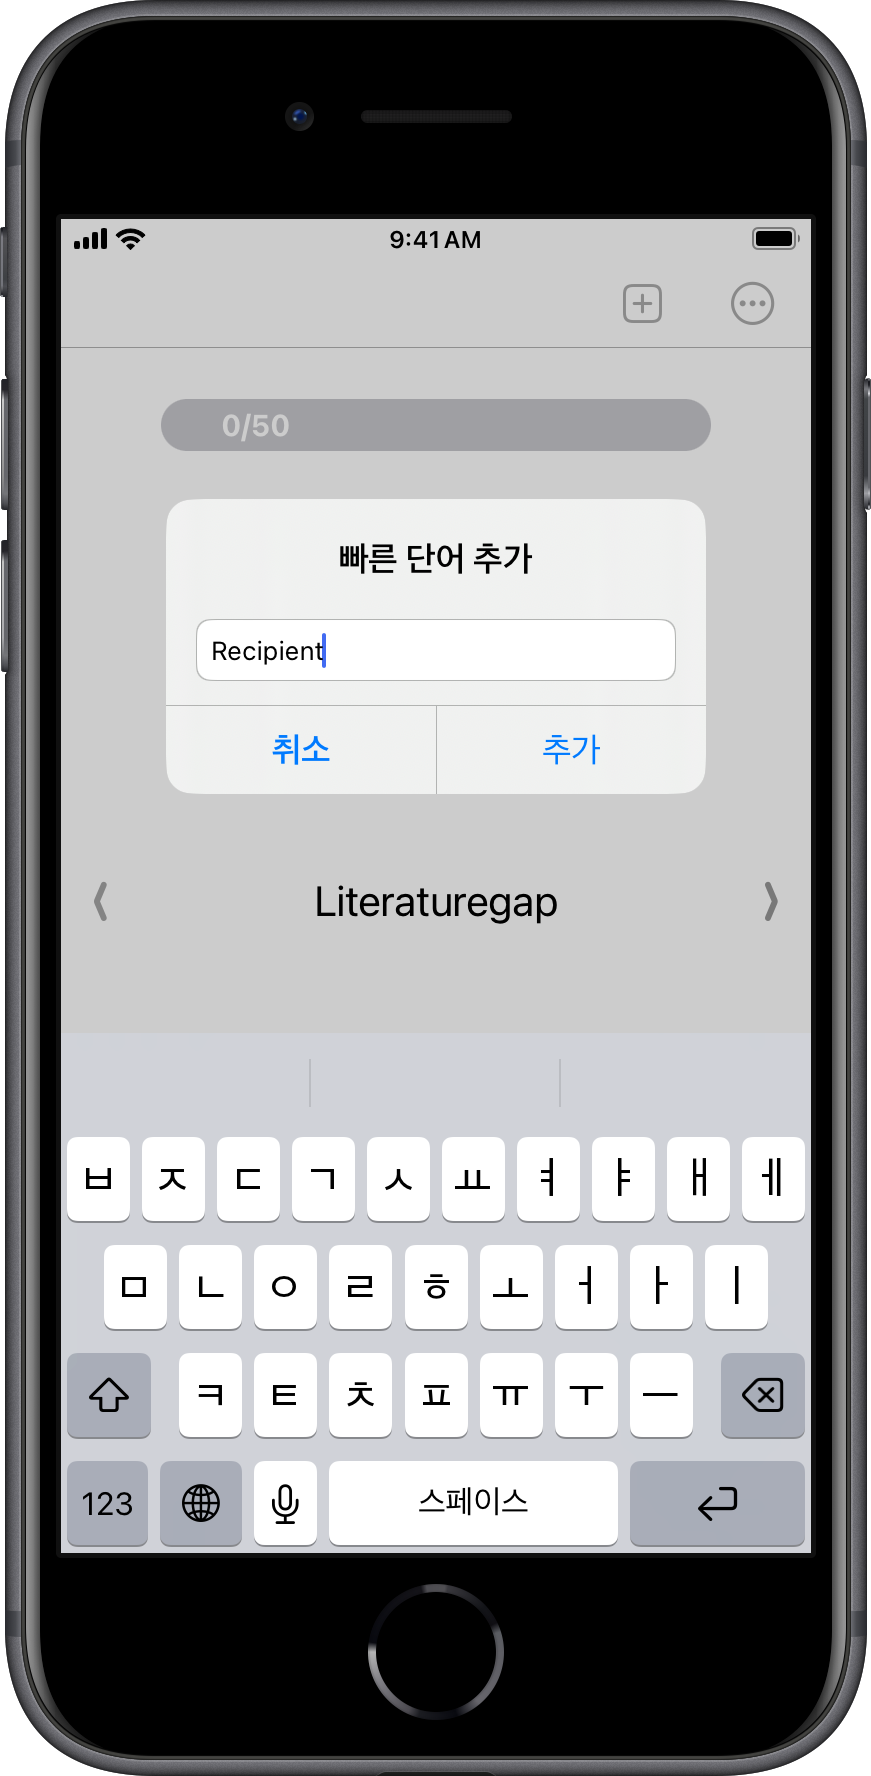 9:41 AM
0/50
빠른 단어 추가
Recipient
취소 추가
Literaturegap
ㅂ ㅈ ㄷ ㄱ ㅅ ㅛ ㅕ ㅑ ㅐ ㅔ
ㅁ ㄴ ㅇ ㄹ ㅎ ㅗ ㅓ ㅏ ㅣ
ㅋ ㅌ ㅊ ㅍ ㅠ ㅜ ㅡ
123 스페이스